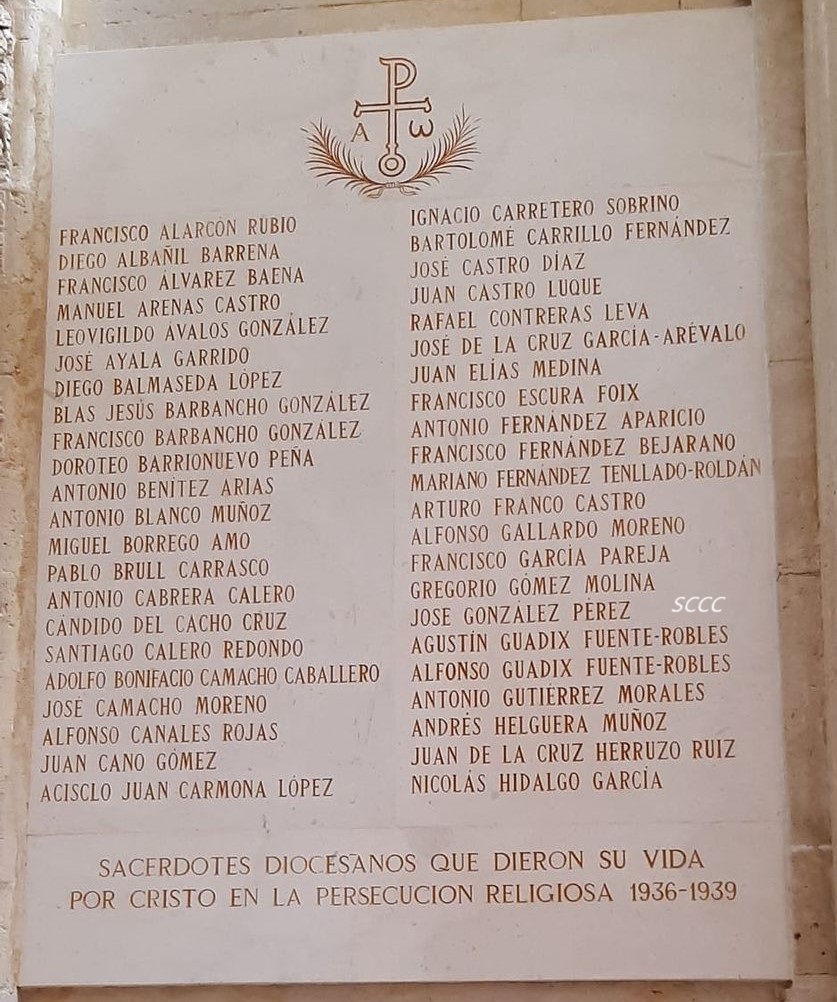 A ω
FRANCISCO ALARCÓN RUBIO
DIEGO ALBAÑIL BARRENA
FRANCISCO ÁLVAREZ BAENA
MANUEL ARENAS CASTRO
LEOVIGILDO ÁVALOS GONZÁLEZ
JOSÉ AYALA GARRIDO
DIEGO BALMASEDA LÓPEZ
BLAS JESÚS BARBANCHO GONZÁLEZ
FRANCISCO BARBANCHO GONZÁLEZ
DOROTEO BARRIONUEVO PEÑA
ANTONIO BENÍTEZ ARIAS
ANTONIO BLANCO MUÑOZ
MIGUEL BORREGO AMO
PABLO BRULL CARRASCO
ANTONIO CABRERA CALERO
CÁNDIDO DEL CACHO CRUZ
SANTIAGO CALERO REDONDO
ADOLFO BONIFACIO CAMACHO CABALLERO
JOSÉ CAMACHO MORENO
ALFONSO CANALES ROJAS
JUAN CANO GÓMEZ
ACISCLO JUAN CARMONA LÓPEZ
IGNACIO CARRETERO SOBRINO
BARTOLOMÉ CARRILLO FERNÁNDEZ
JOSÉ CASTRO DÍAZ
JUAN CASTRO LUQUE
RAFAEL CONTRERAS LEVA
JOSÉ DE LA CRUZ GARCÍA-ARÉVALO
JUAN ELÍAS MEDINA
FRANCISCO ESCURA FOIX
ANTONIO FERNÁNDEZ APARICIO
FRANCISCO FERNÁNDEZ BEJARANO
MARIANO FERNÁNDEZ TENLLADO-ROLDÁN
ARTURO FRANCO CASTRO
ALFONSO GALLARDO MORENO
FRANCISCO GARCÍA PAREJA
GREGORIO GÓMEZ MOLINA
JOSE GONZÁLEZ PÉREZ
AGUSTÍN GUADIX FUENTE-ROBLES
ALFONSO GUADIX FUENTE-ROBLES
ANTONIO GUTIÉRREZ MORALES
ANDRÉS HELGUERA MUÑOZ
JUAN DE LA CRUZ HERRUZO RUIZ
NICOLÁS HIDALGO GARCÍA
SCCC
SACERDOTES DIOCESANOS QUE DIERON SU VIDA
POR CRISTO EN LA PERSECUCION RELIGIOSA 1936-1939